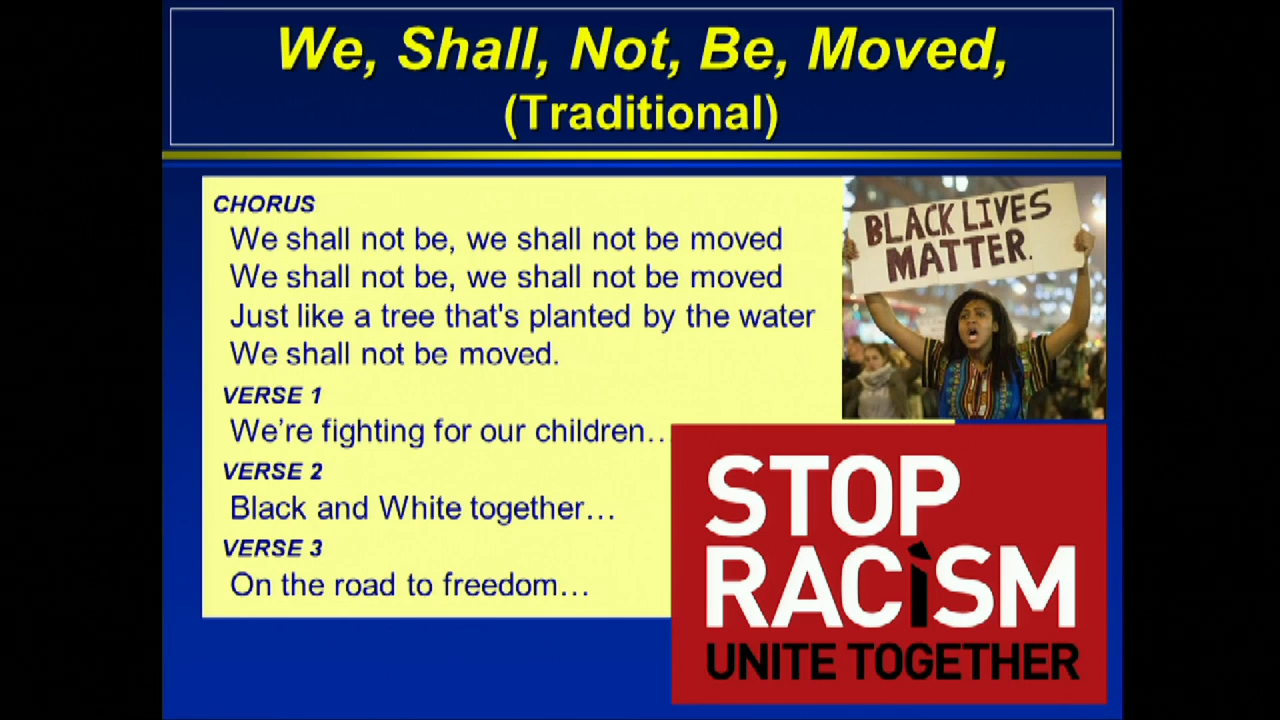 We, Shall, Not, Be, Moved,
(Traditional)
CHORUS
We shall not be, we shall not be moved
We shall not be, we shall not be moved
Just like a tree that's planted by the water
We shall not be moved.
VERSE 1
We’re fighting for our children…
VERSE 2
Black and White together…
VERSE 3
On the road to freedom…
BLACK LIVES
MATTER.
STOP
RACiSM
UNITE TOGETHER